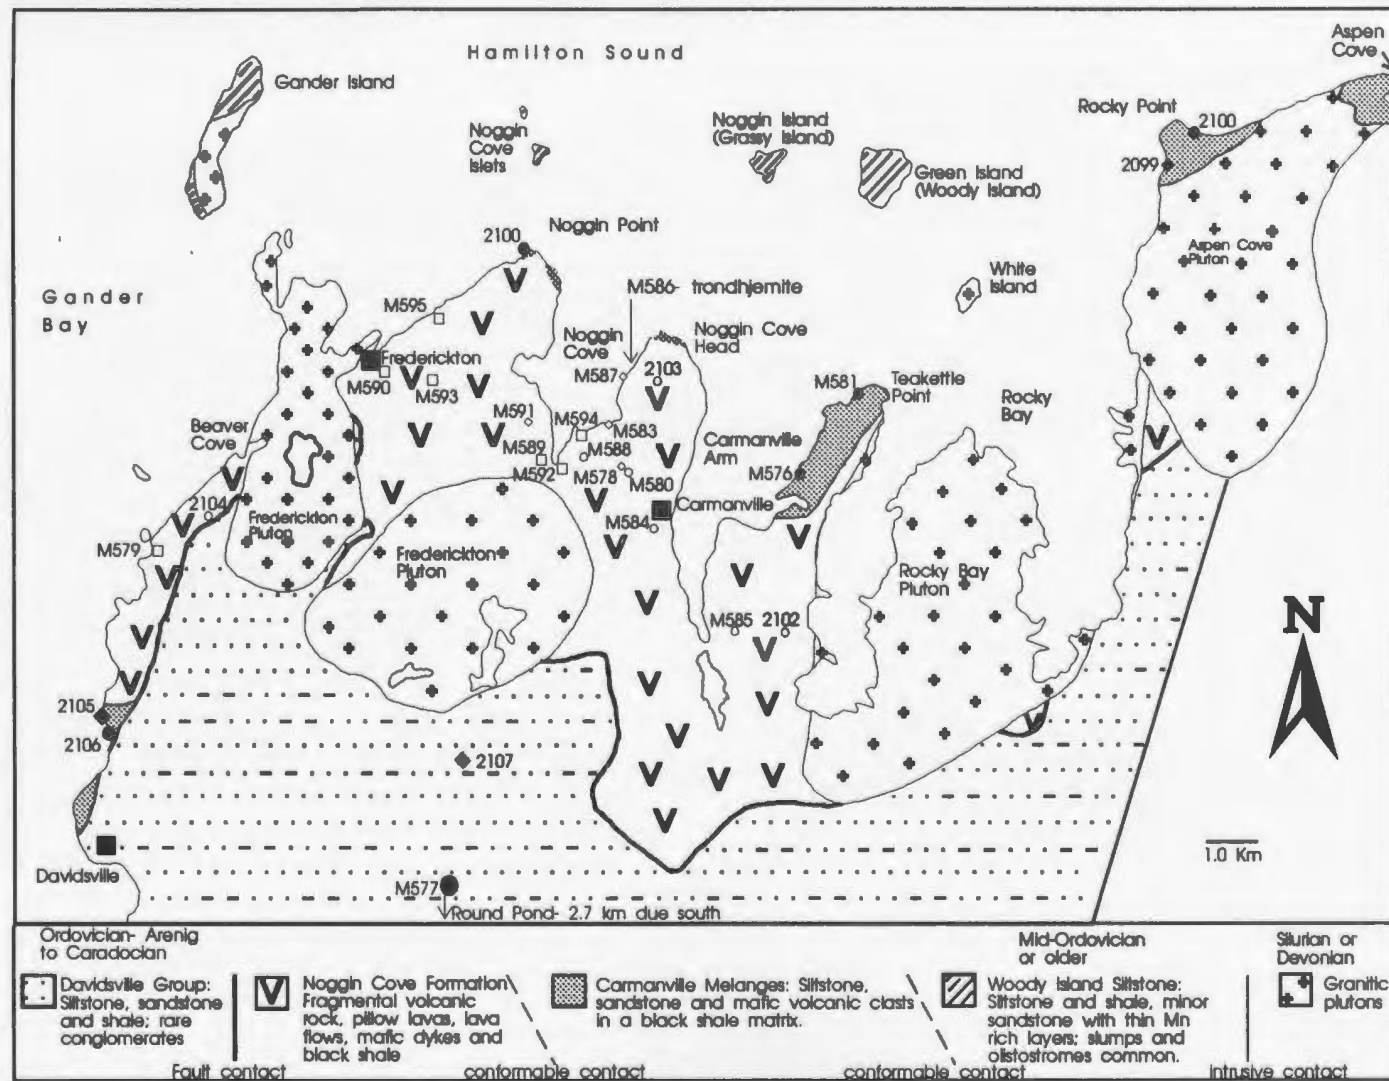 Hamilton Sound
Aspen
Cove
Gander Island
Rocky Point
2100
Noggin
Cove
Islets
Noggin Island
(Grassy Island)
2099
Green Island
(Woody Island)
2100
Noggin Point
Aspen Cove
Pluton
Gander
Bay
M595
M586- trondhjemite
White
Island
Noggin
Cove
Noggin Cove
Head
Frederickton
M590
M593
M587
2103
M581
Teakettle
Point
Rocky
Bay
Beaver
Cove
M591
M594
M583
M589
M588
Carmanville
Arm
M592
M578
M580
M576
2104
Frederickton
Pluton
Carmanville
M584
M579
Frederickton
Pluton
Rocky Bay
Pluton
M585
2102
N
2105
2106
2107
1.0 Km
Davidsville
M577
Round Pond- 2.7 km due south
Ordovician- Arenig
to Caradocian
Davidsville Group:
Siltstone, sandstone
and shale; rare
conglomerates
Fault contact
Noggin Cove Formation
Fragmental volcanic
rock, pillow lavas, lava
flows, mafic dykes and
black shale
conformable contact
Carmanville Melanges: Siltstone,
sandstone and mafic volcanic clasts
in a black shale matrix.
conformable contact
Mid-Ordovician
or older
Woody Island Siltstone:
Siltstone and shale, minor
sandstone with thin Mn
rich layers; slumps and
olistostromes common.
intrusive contact
Silurian or
Devonian
Granitic
plutons